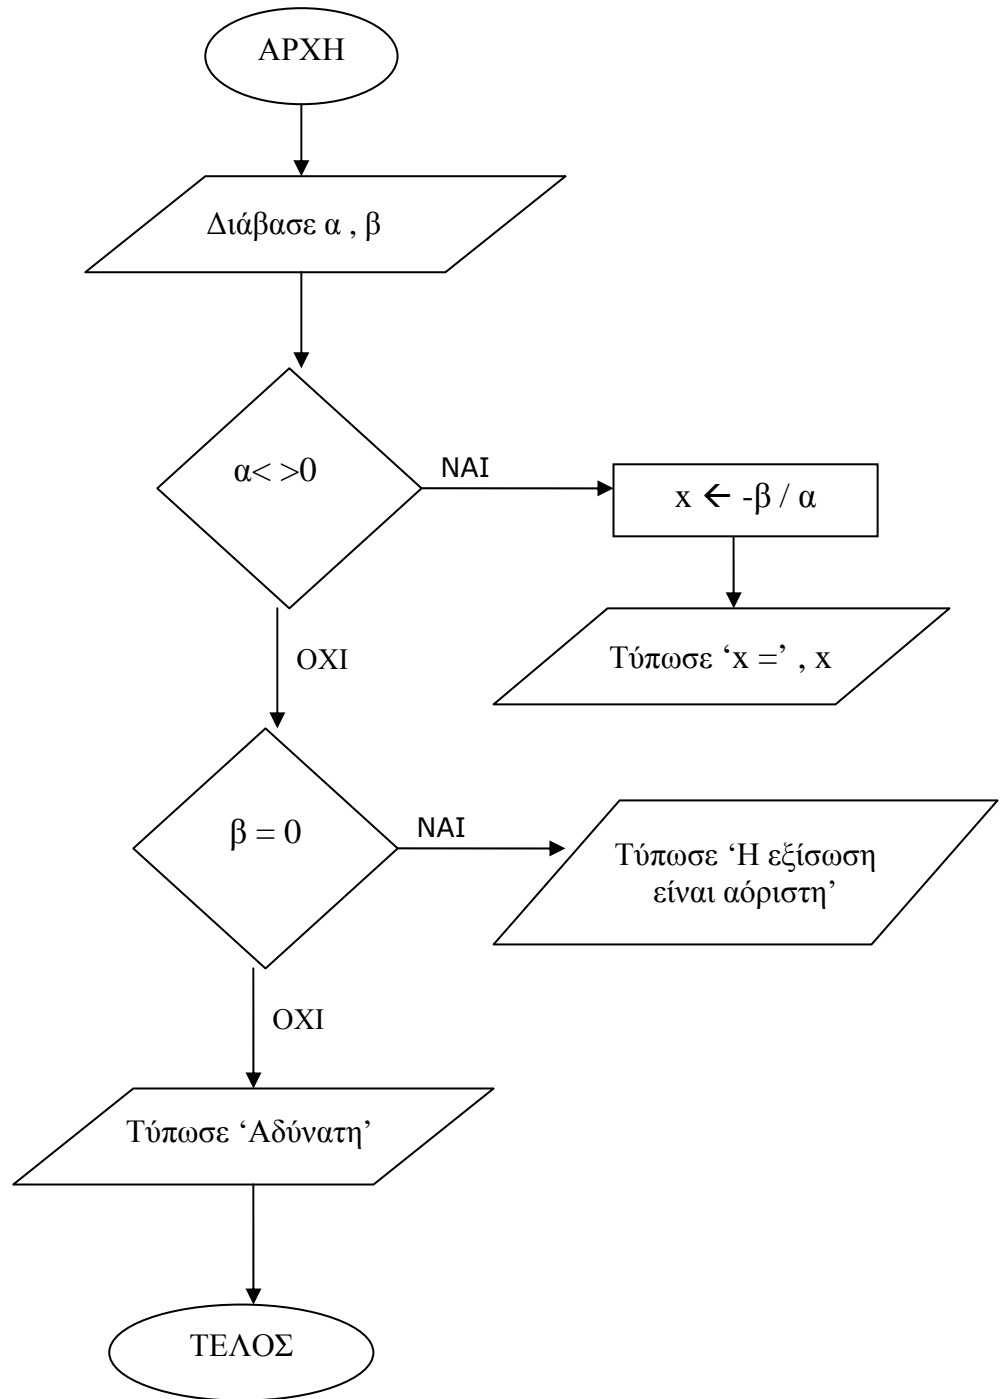 ΑΡΧΗ
Διάβασε α , β
α< >0
ΝΑΙ
x ← -β / α
Τύπωσε ‘x =’ , x
ΟΧΙ
β = 0
ΝΑΙ
Τύπωσε ‘Η εξίσωση
είναι αόριστη’
ΟΧΙ
Τύπωσε ‘Αδύνατη’
ΤΕΛΟΣ